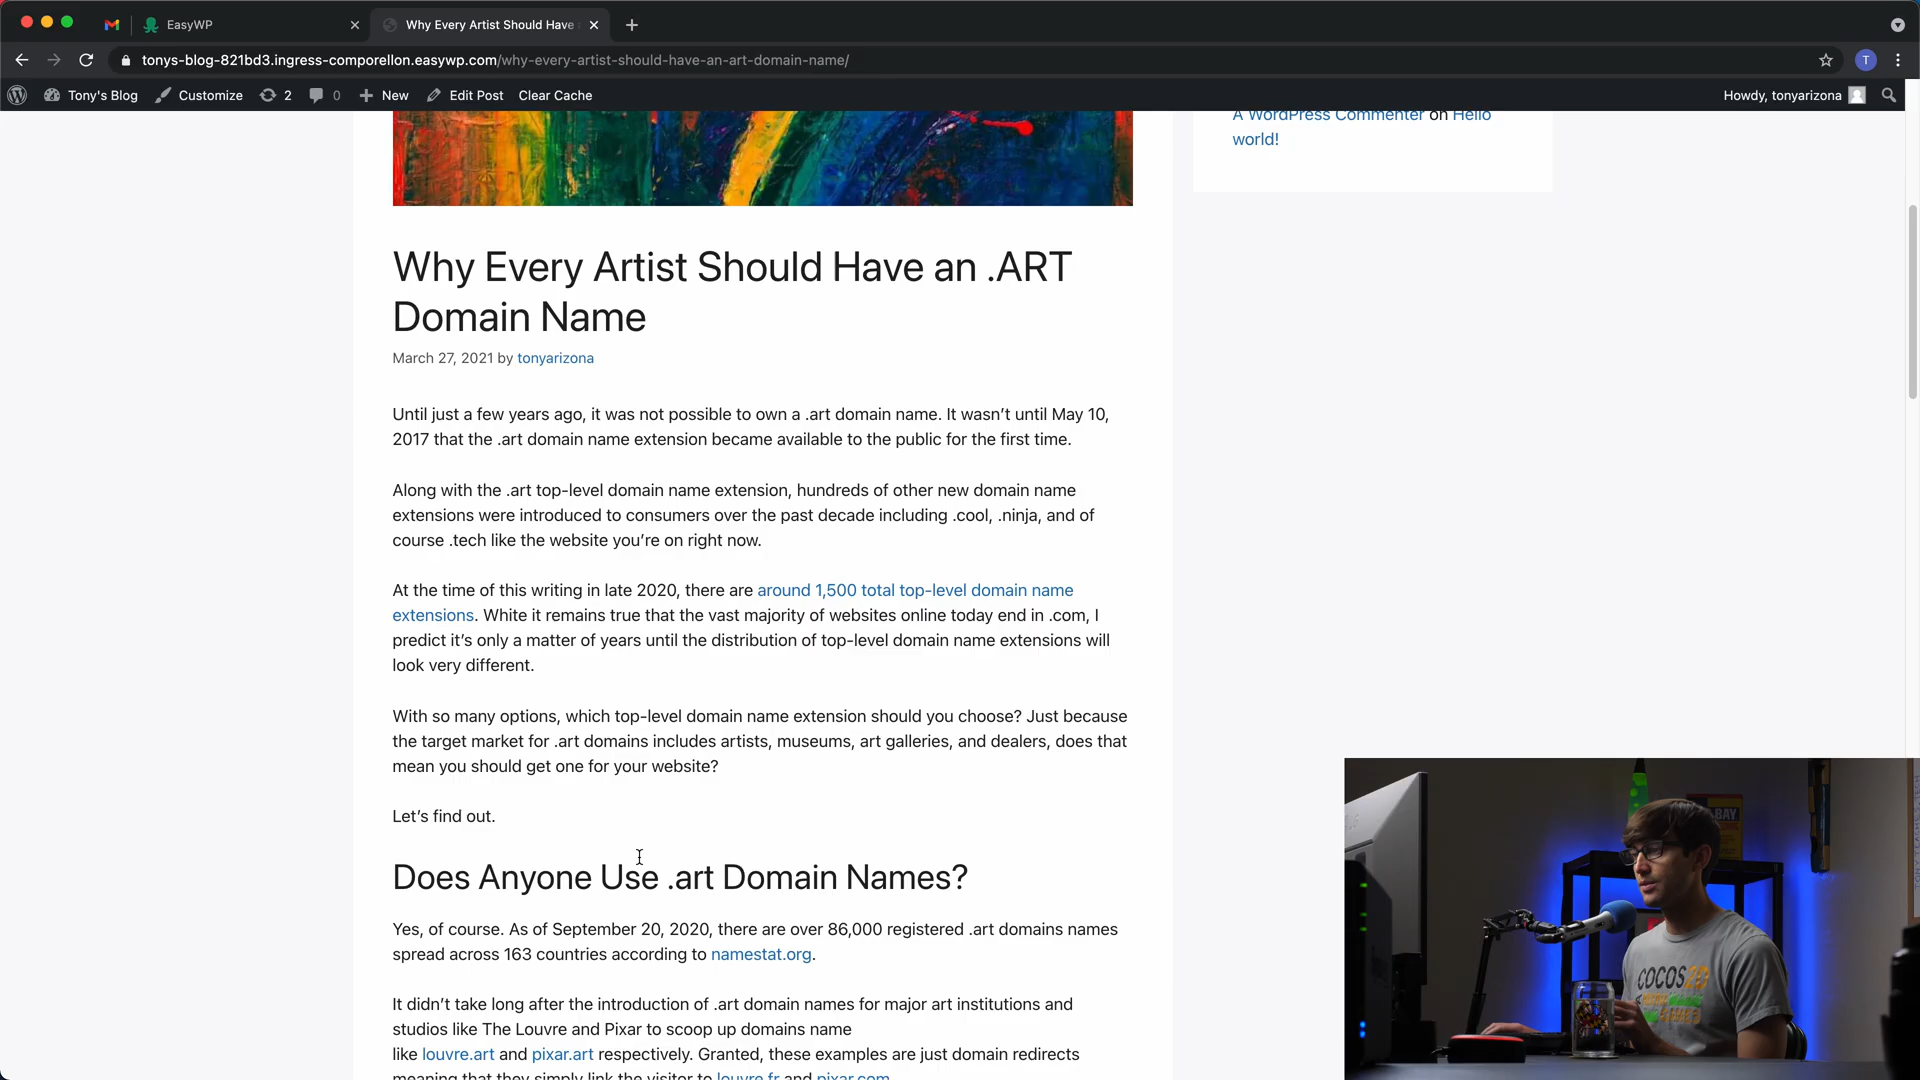 EasyWP
Why Every Artist Should Have
tonys-blog-821bd3.ingress-comporellon.easywp.com/why-every-artist-should-have-an-art-domain-name/
T
Tony's Blog
Customize
2
0
New
Edit Post
Clear Cache
Howdy, tonyarizona
A WordPress Commenter on Hello
world!
Why Every Artist Should Have an .ART
Domain Name
March 27, 2021 by tonyarizona
Until just a few years ago, it was not possible to own a .art domain name. It wasn't until May 10,
2017 that the .art domain name extension became available to the public for the first time.
Along with the .art top-level domain name extension, hundreds of other new domain name
extensions were introduced to consumers over the past decade including .cool, .ninja, and of
course .tech like the website you're on right now.
At the time of this writing in late 2020, there are around 1,500 total top-level domain name
extensions. White it remains true that the vast majority of websites online today end in .com, I
predict it's only a matter of years until the distribution of top-level domain name extensions will
look very different.
With so many options, which top-level domain name extension should you choose? Just because
the target market for .art domains includes artists, museums, art galleries, and dealers, does that
mean you should get one for your website?
Let's find out.
Does Anyone Use .art Domain Names?
Yes, of course. As of September 20, 2020, there are over 86,000 registered .art domains names
spread across 163 countries according to namestat.org.
It didn't take long after the introduction of .art domain names for major art institutions and
studios like The Louvre and Pixar to scoop up domains name
like louvre.art and pixar.art respectively. Granted, these examples are just domain redirects
meaning that they simply link the visitor to louvre.fr and pixar.com.
BAY
COCOS2D